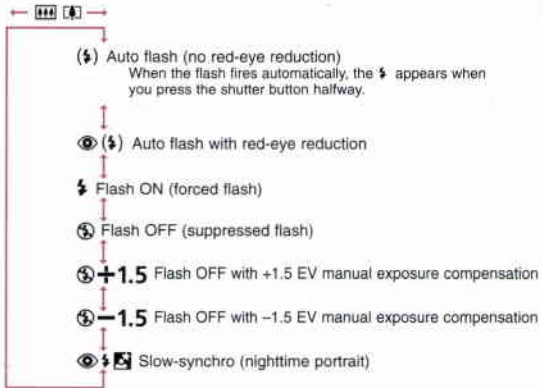 Auto flash (no red-eye reduction)
When the flash fires automatically, the appears when
you press the shutter button halfway.
Auto flash with red-eye reduction
Flash ON (forced flash)
Flash OFF (suppressed flash)
+1.5 Flash OFF with +1.5 EV manual exposure compensation
−1.5 Flash OFF with –1.5 EV manual exposure compensation
Slow-synchro (nighttime portrait)